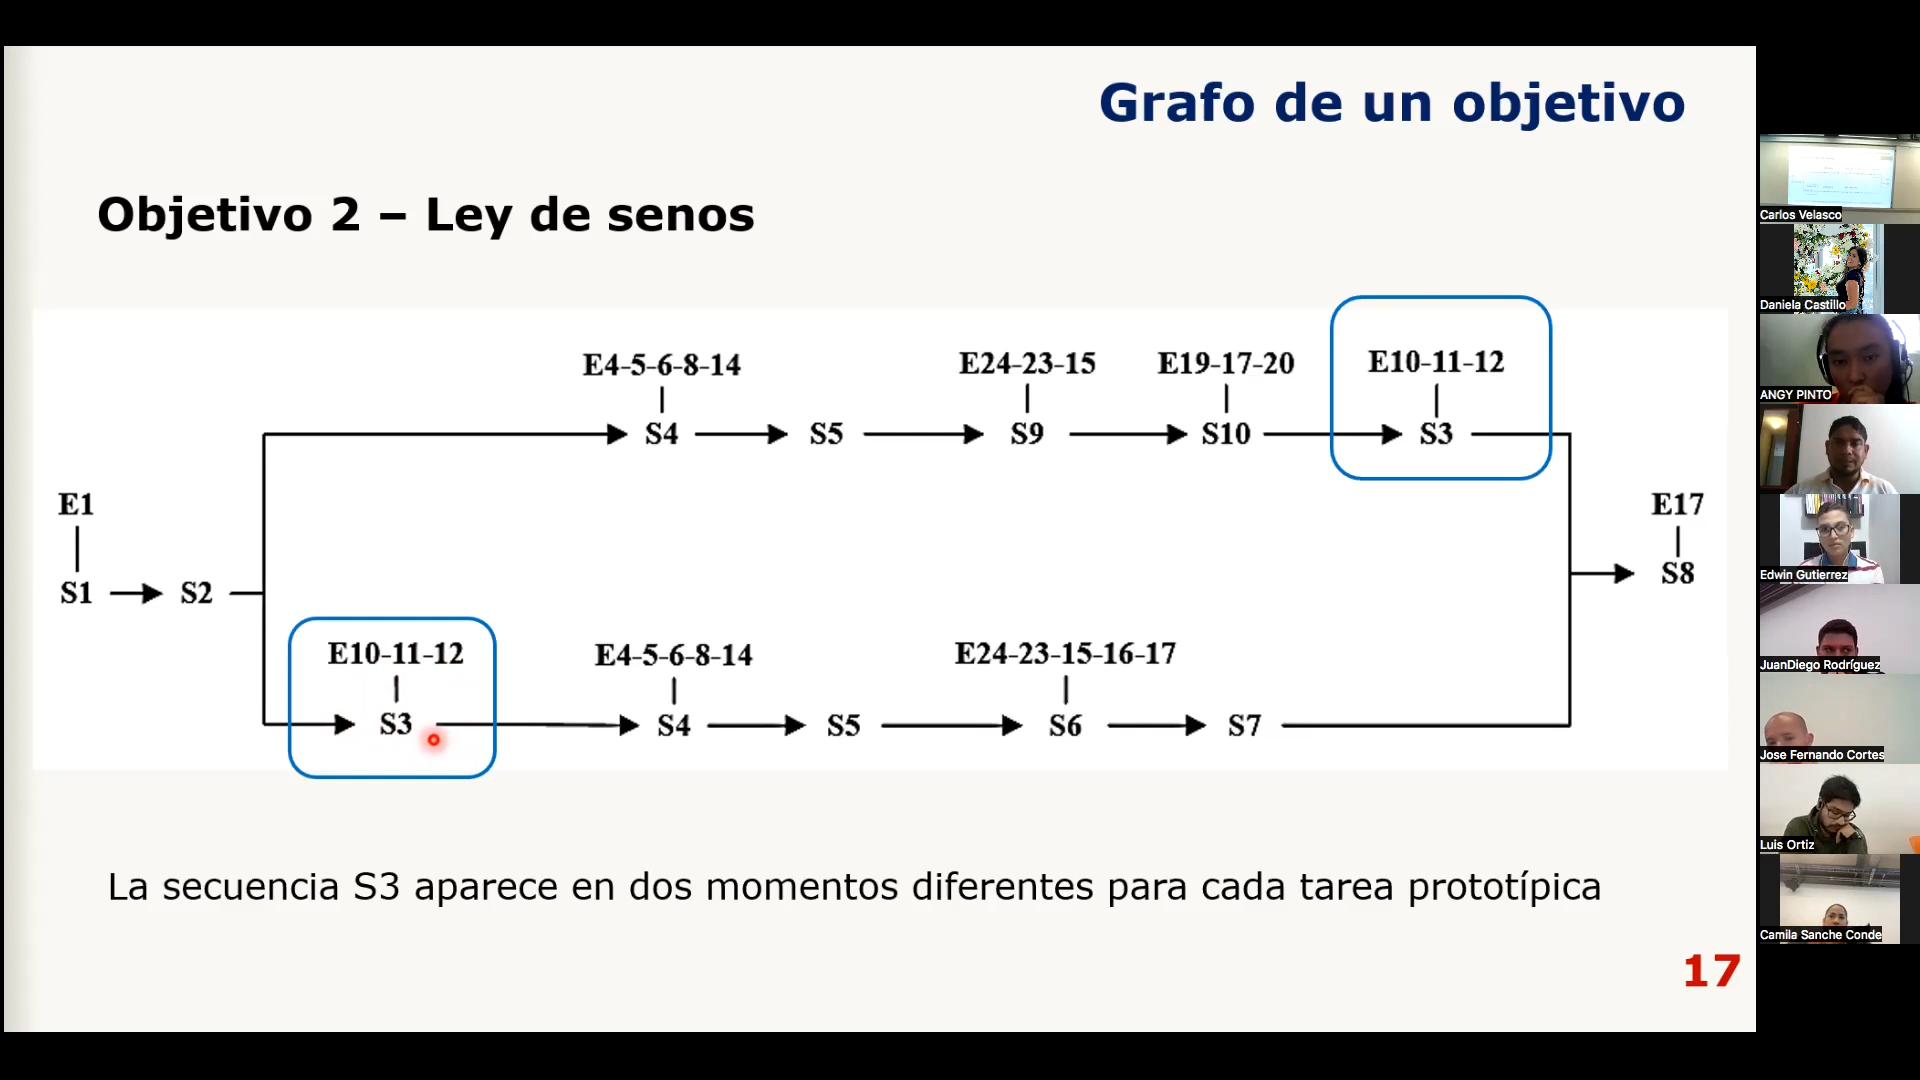 Grafo de un objetivo
Objetivo 2 – Ley de senos
E4-5-6-8-14
E24-23-15
E19-17-20
E10-11-12
S4
S5
S9
S10
S3
E1
E17
S1
S2
S8
E10-11-12
E4-5-6-8-14
E24-23-15-16-17
S3
S4
S5
S6
S7
La secuencia S3 aparece en dos momentos diferentes para cada tarea prototípica
17
Carlos Velasco
Daniela Castillo
ANGY PINTO
Edwin Gutierrez
JuanDiego Rodríguez
Jose Fernando Cortes
Luis Ortiz
Camila Sanche Conde